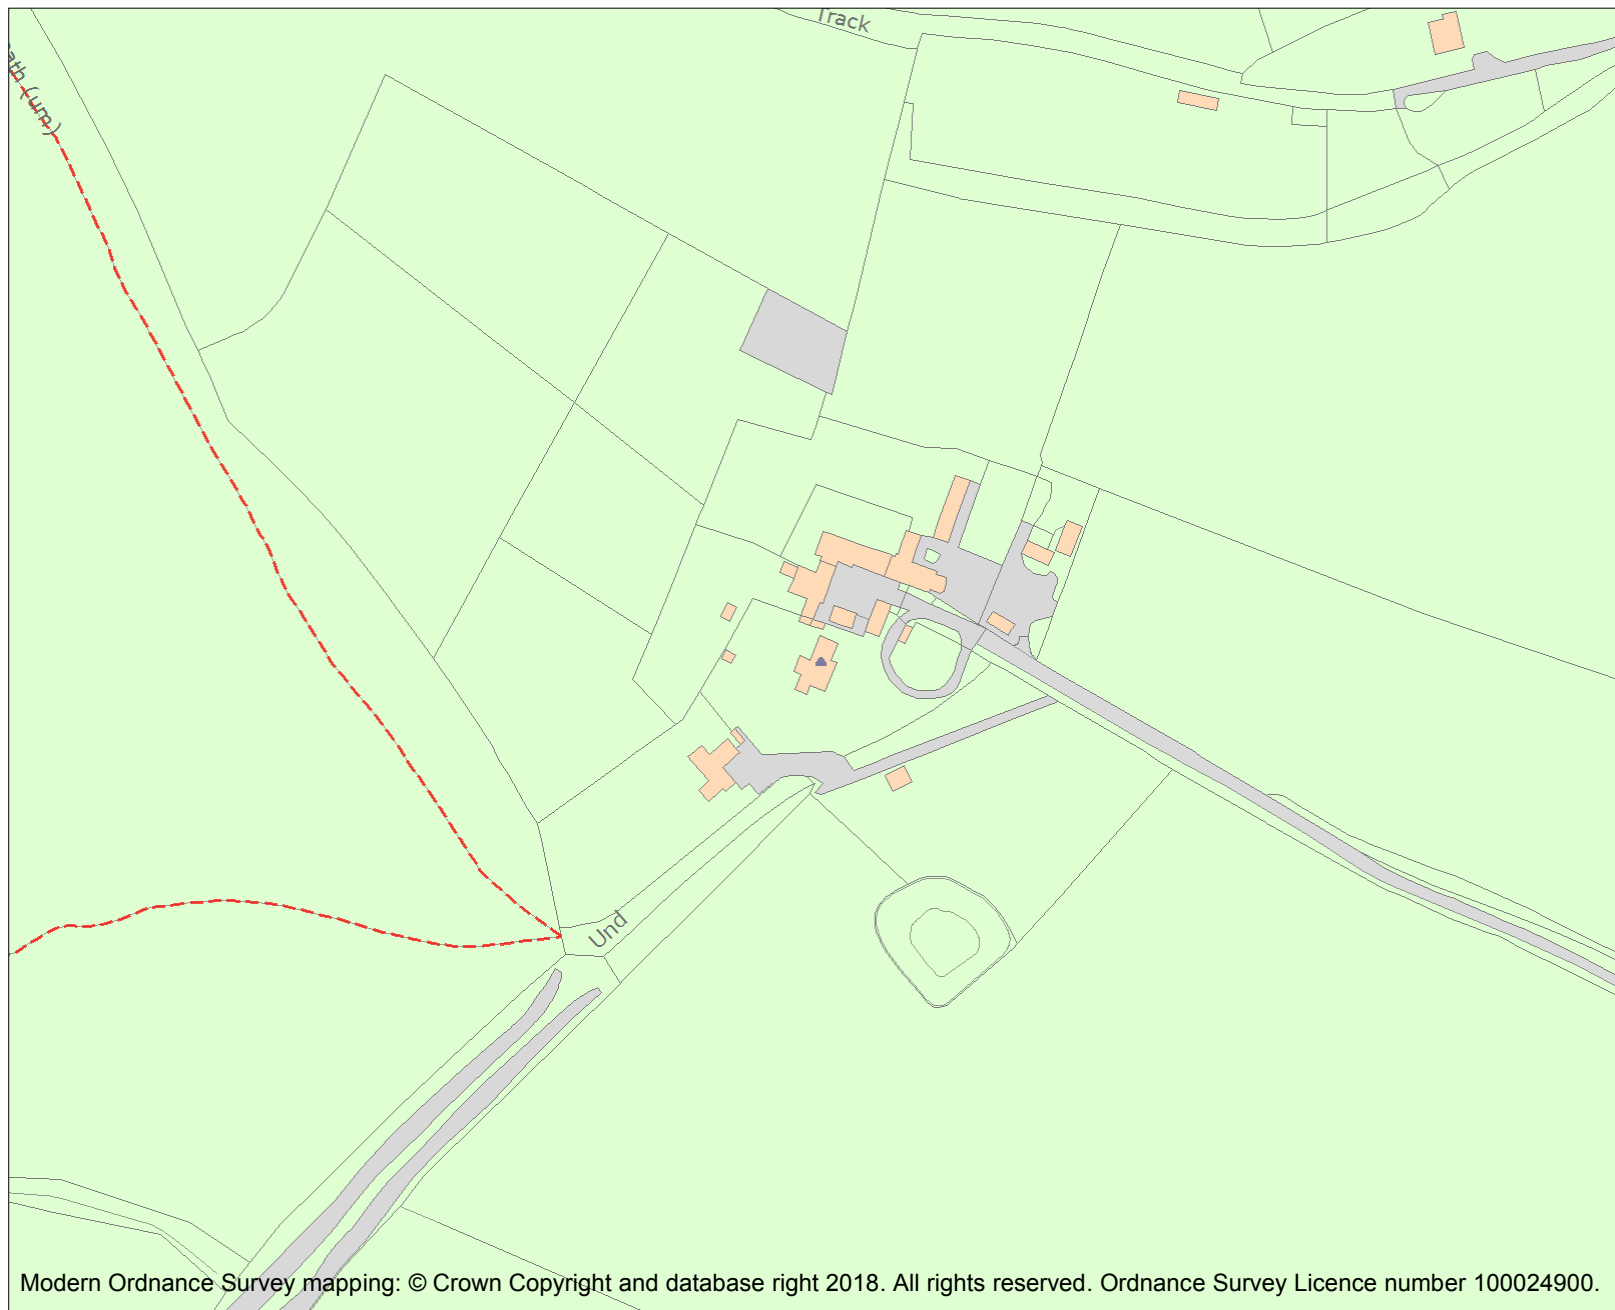 Track
ath (um)
Und
Modern Ordnance Survey mapping: © Crown Copyright and database right 2018. All rights reserved. Ordnance Survey Licence number 100024900.